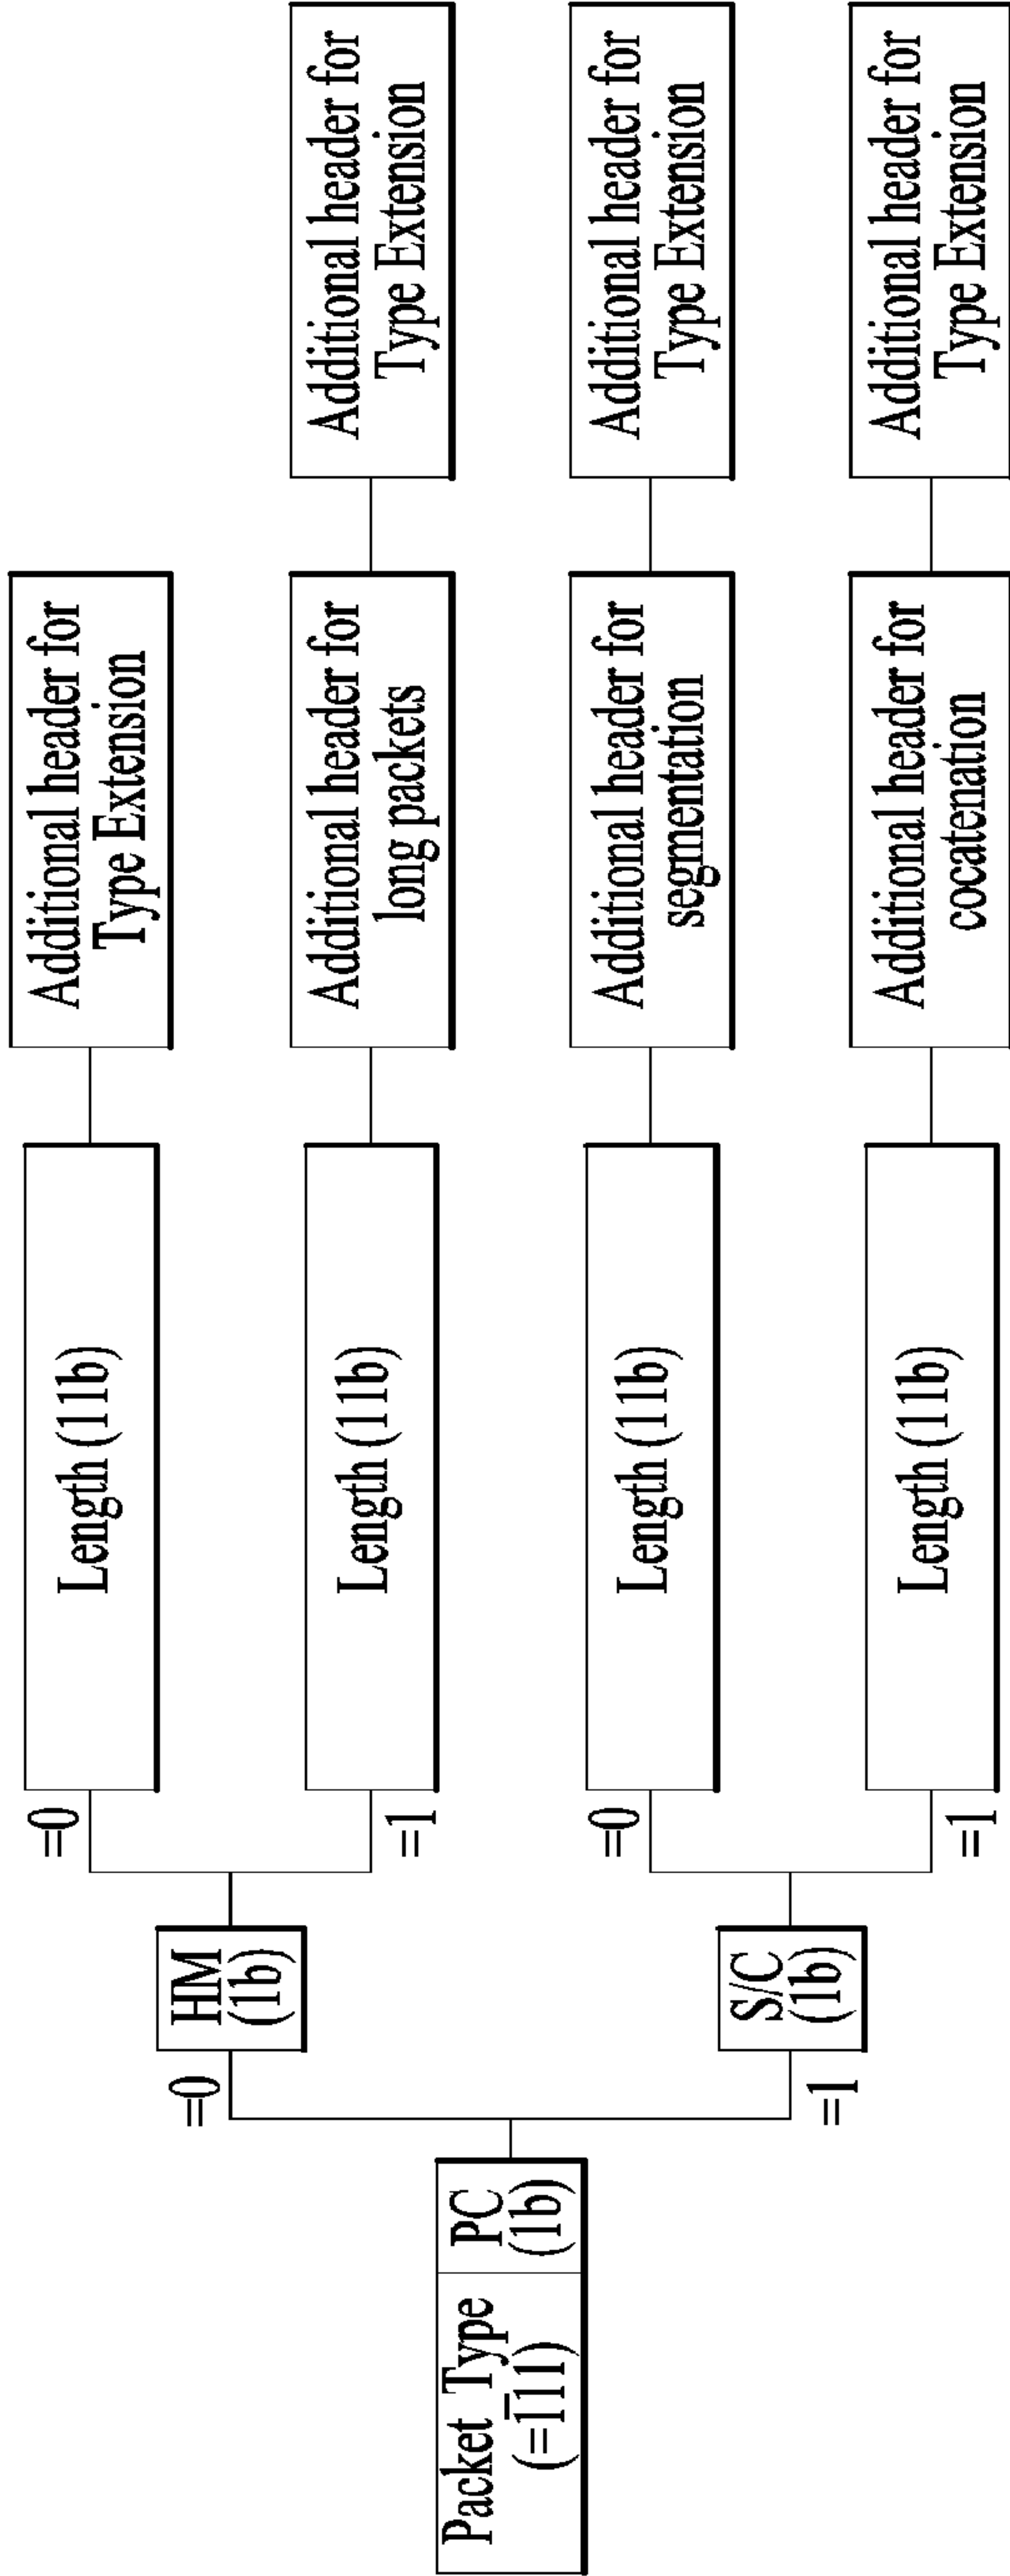 Packet Type
(=111)
PC
(1b)
=0
HM
(1b)
=0
Length (11b)
Additional header for
Type Extension
=1
Length (11b)
Additional header for
long packets
Additional header for
Type Extension
=1
S/C
(1b)
=0
Length (11b)
Additional header for
segmentation
Additional header for
Type Extension
=1
Length (11b)
Additional header for
cocatenation
Additional header for
Type Extension